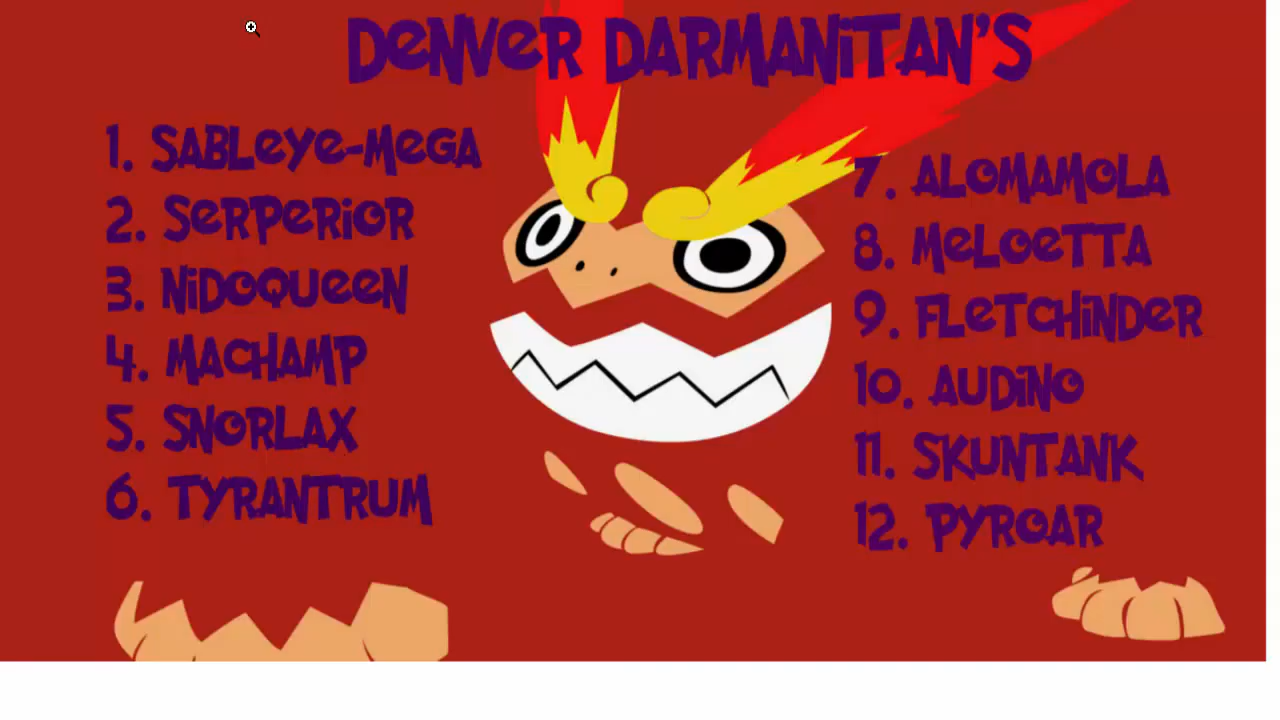 DENVER DARMANITAN'S
1. SABLEYE-MEGA
2. SERPERIOR
3. NIDOQUEEN
4. MACHAMP
5. SNORLAX
6. TYRANTRUM
7. ALOMAMOLA
8. MELOETTA
9. FLETCHINDER
10. AUDINO
11. SKUNTANK
12. PYROAR